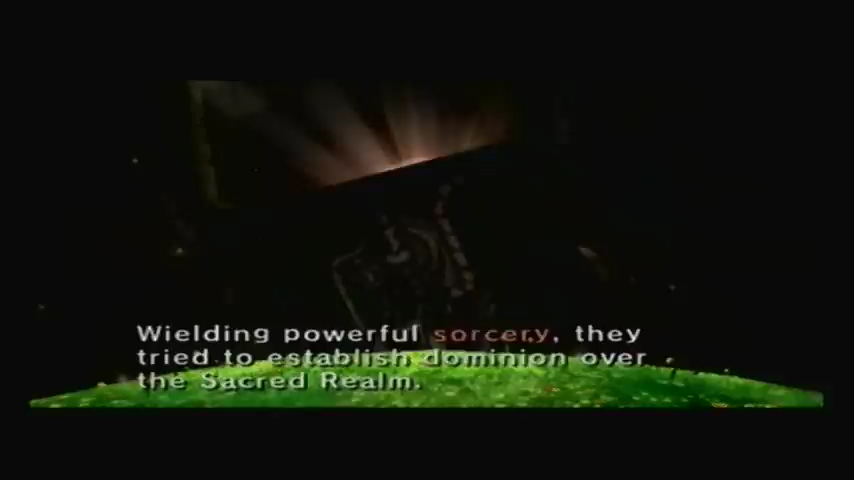 Wielding powerful sorcery, they
tried to establish dominion over
the Sacred Realm.